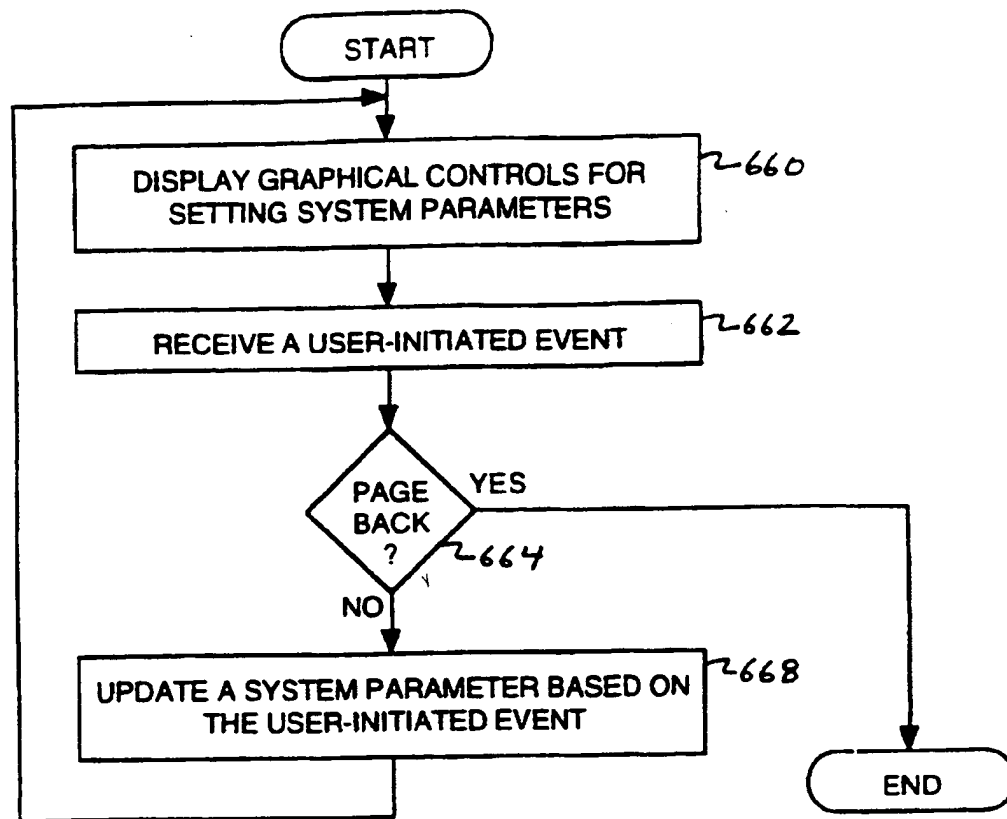 START
DISPLAY GRAPHICAL CONTROLS FOR
SETTING SYSTEM PARAMETERS
660
RECEIVE A USER-INITIATED EVENT
662
PAGE
BACK
?
YES
664
NO
UPDATE A SYSTEM PARAMETER BASED ON
THE USER-INITIATED EVENT
668
END